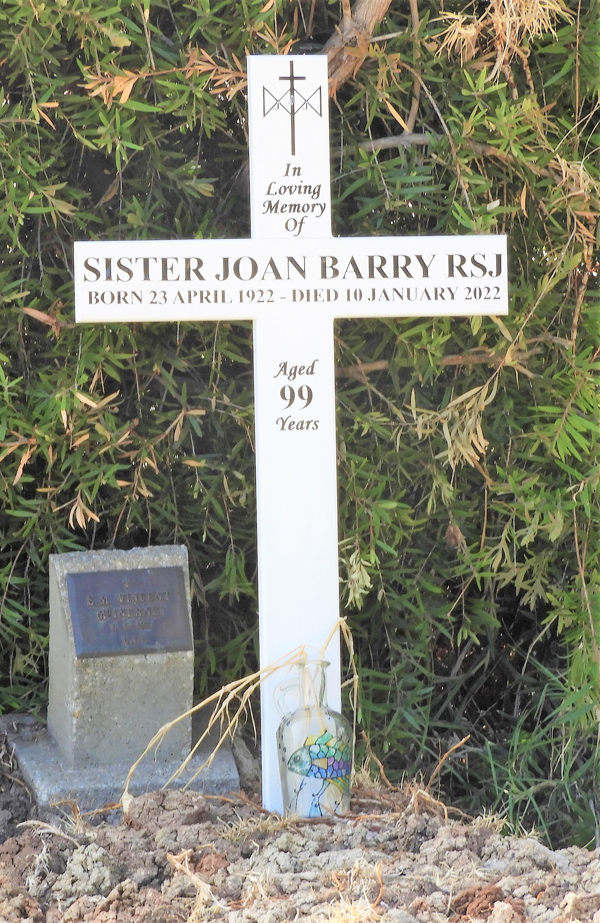 In
Loving
Memory
Of
SISTER JOAN BARRY RSJ
BORN 23 APRIL 1922 - DIED 10 JANUARY 2022
Aged
99
Years